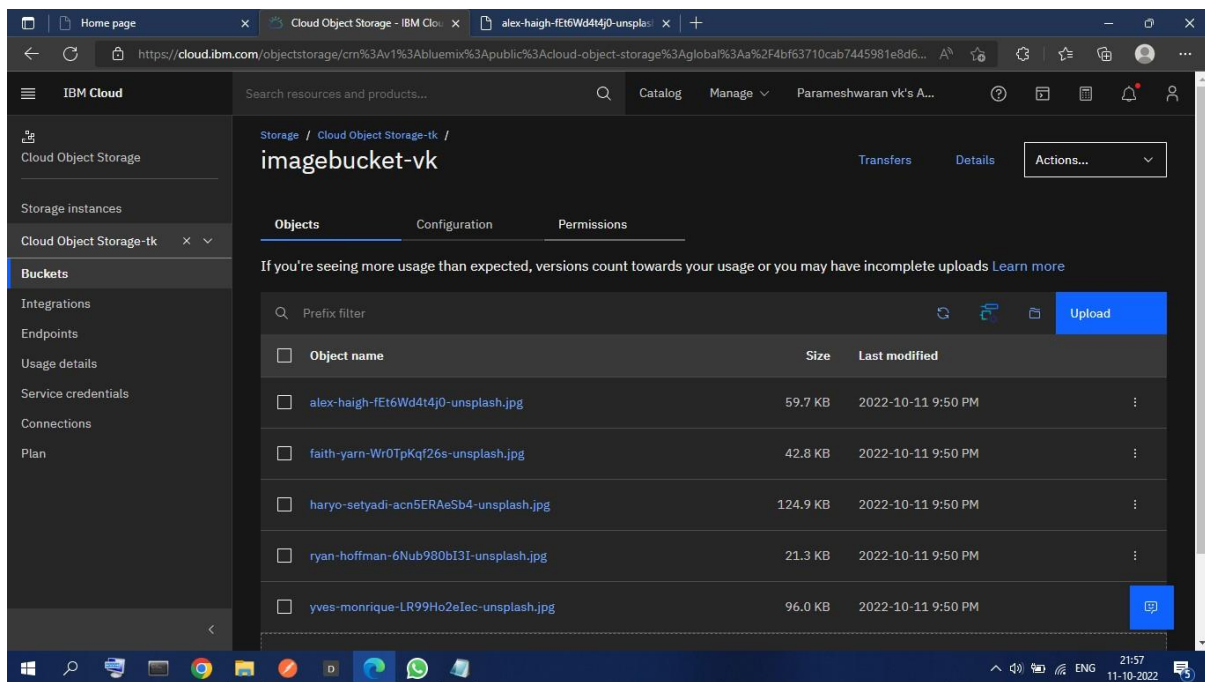 Home page
Cloud Object Storage - IBM Clou
alex-haigh-fEt6Wd4t4j0-unsplas
https://cloud.ibm.com/objectstorage/crn%3Av1%3Abluemix%3Apublic%3Acloud-object-storage%3Aglobal%3Aa%2F4bf63710cab7445981e8d6...
IBM Cloud
Search resources and products...
Catalog
Manage
Parameshwaran vk's A...
Cloud Object Storage
Storage instances
Cloud Object Storage-tk
Buckets
Integrations
Endpoints
Usage details
Service credentials
Connections
Plan
Storage / Cloud Object Storage-tk /
imagebucket-vk
Transfers
Details
Actions...
Objects
Configuration
Permissions
If you're seeing more usage than expected, versions count towards your usage or you may have incomplete uploads Learn more
Prefix filter
Upload
Object name Size Last modified
alex-haigh-fEt6Wd4t4j0-unsplash.jpg 59.7 KB 2022-10-11 9:50 PM
faith-yarn-Wr0TpKqf26s-unsplash.jpg 42.8 KB 2022-10-11 9:50 PM
haryo-setyadi-acn5ERAeSb4-unsplash.jpg 124.9 KB 2022-10-11 9:50 PM
ryan-hoffman-6Nub980bI3I-unsplash.jpg 21.3 KB 2022-10-11 9:50 PM
yves-monrique-LR99Ho2eIec-unsplash.jpg 96.0 KB 2022-10-11 9:50 PM
D
ENG
21:57
11-10-2022
5